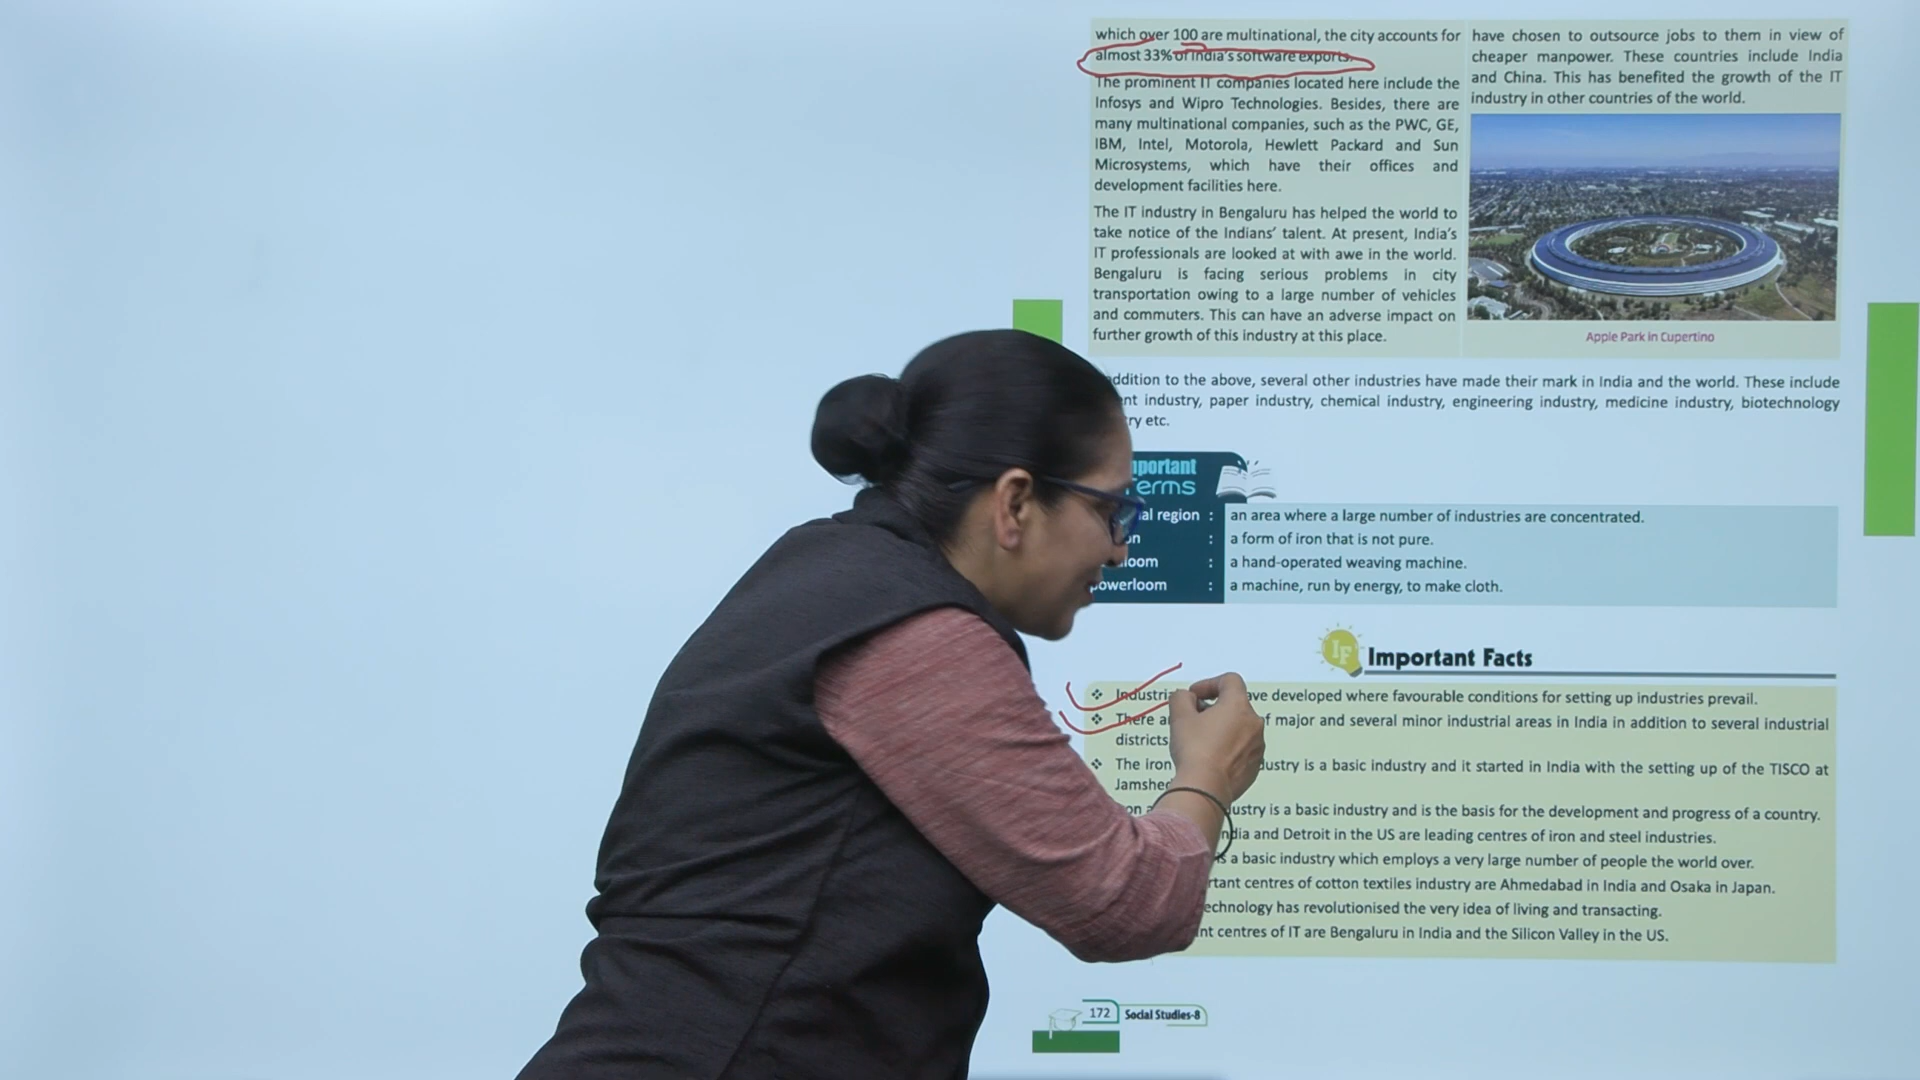 which over 100 are multinational, the city accounts for
almost 33% of India's software exports.
The prominent IT companies located here include the
Infosys and Wipro Technologies. Besides, there are
many multinational companies, such as the PWC, GE,
IBM, Intel, Motorola, Hewlett Packard and Sun
Microsystems, which have their offices and
development facilities here.
The IT industry in Bengaluru has helped the world to
take notice of the Indians' talent. At present, India's
IT professionals are looked at with awe in the world.
Bengaluru is facing serious problems in city
transportation owing to a large number of vehicles
and commuters. This can have an adverse impact on
further growth of this industry at this place.
have chosen to outsource jobs to them in view of
cheaper manpower. These countries include India
and China. This has benefited the growth of the IT
industry in other countries of the world.
Apple Park in Cupertino
addition to the above, several other industries have made their mark in India and the world. These include
industry, paper industry, chemical industry, engineering industry, medicine industry, biotechnology
etc.
Important
Terms
region : an area where a large number of industries are concentrated.
: a form of iron that is not pure.
: a hand-operated weaving machine.
powerloom : a machine, run by energy, to make cloth.
IF Important Facts
❖ have developed where favourable conditions for setting up industries prevail.
❖ There of major and several minor industrial areas in India in addition to several industrial
districts
❖ The iron industry is a basic industry and it started in India with the setting up of the TISCO at
industry is a basic industry and is the basis for the development and progress of a country.
India and Detroit in the US are leading centres of iron and steel industries.
is a basic industry which employs a very large number of people the world over.
centres of cotton textiles industry are Ahmedabad in India and Osaka in Japan.
technology has revolutionised the very idea of living and transacting.
centres of IT are Bengaluru in India and the Silicon Valley in the US.
172 Social Studies-8